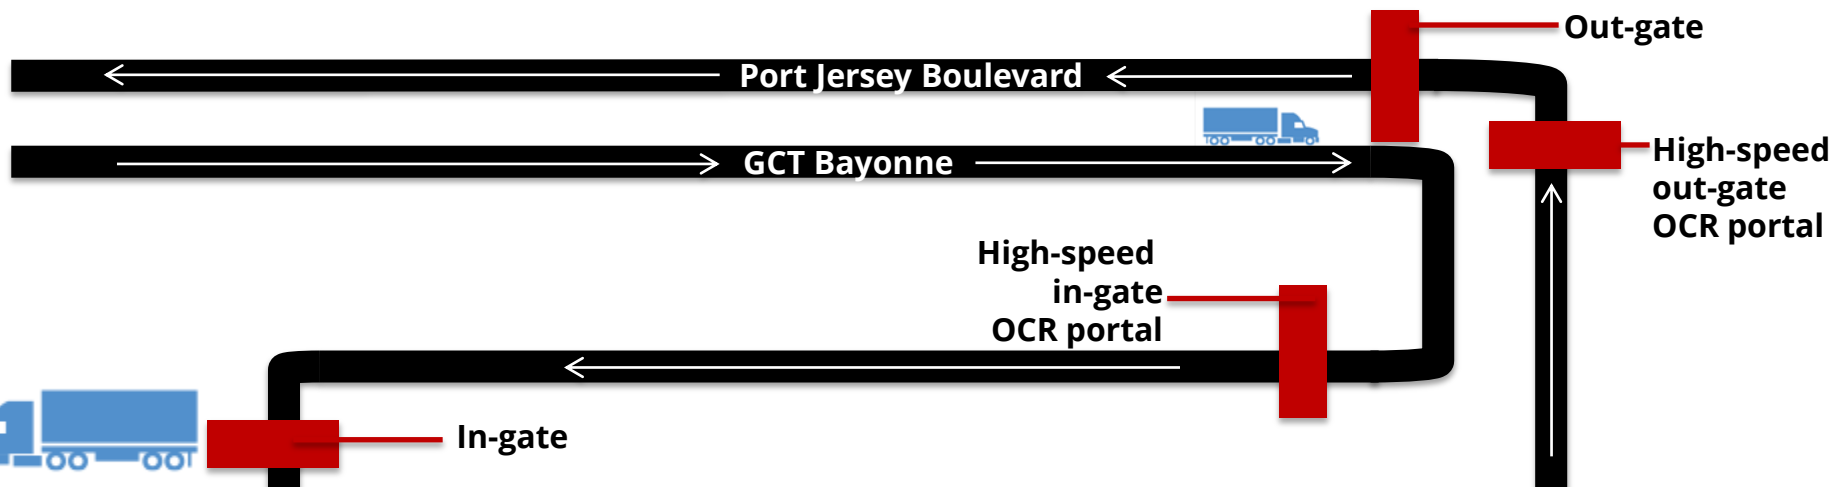 Out-gate
Port Jersey Boulevard
GCT Bayonne
High-speed
out-gate
OCR portal
High-speed
in-gate
OCR portal
In-gate